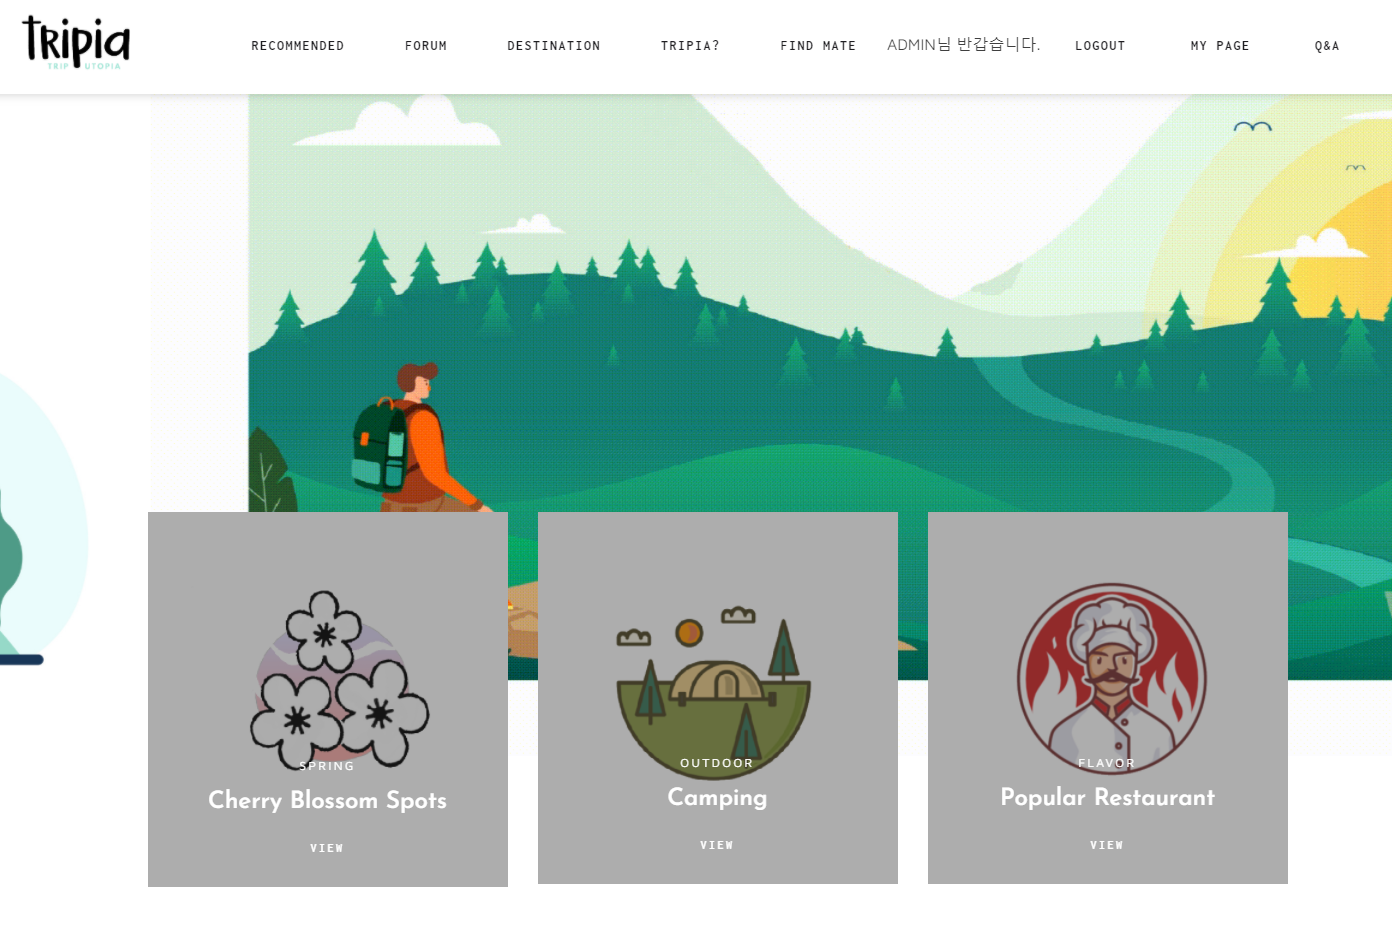 tripia
TRIP UTOPIA
RECOMMENDED
FORUM
DESTINATION
TRIPIA?
FIND MATE
ADMIN님 반갑습니다.
LOGOUT
MY PAGE
Q&A
SPRING
Cherry Blossom Spots
VIEW
OUTDOOR
Camping
VIEW
FLAVOR
Popular Restaurant
VIEW